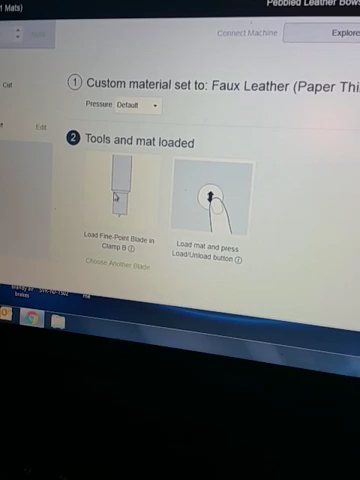 Mats)
Pebbled Leather Bows
Connect Machine
Explore
Cut
1 Custom material set to: Faux Leather (Paper Thi
Pressure Default
Edit
2 Tools and mat loaded
Load Fine-Point Blade in
Clamp B
Load mat and press
Load/Unload button
Choose Another Blade